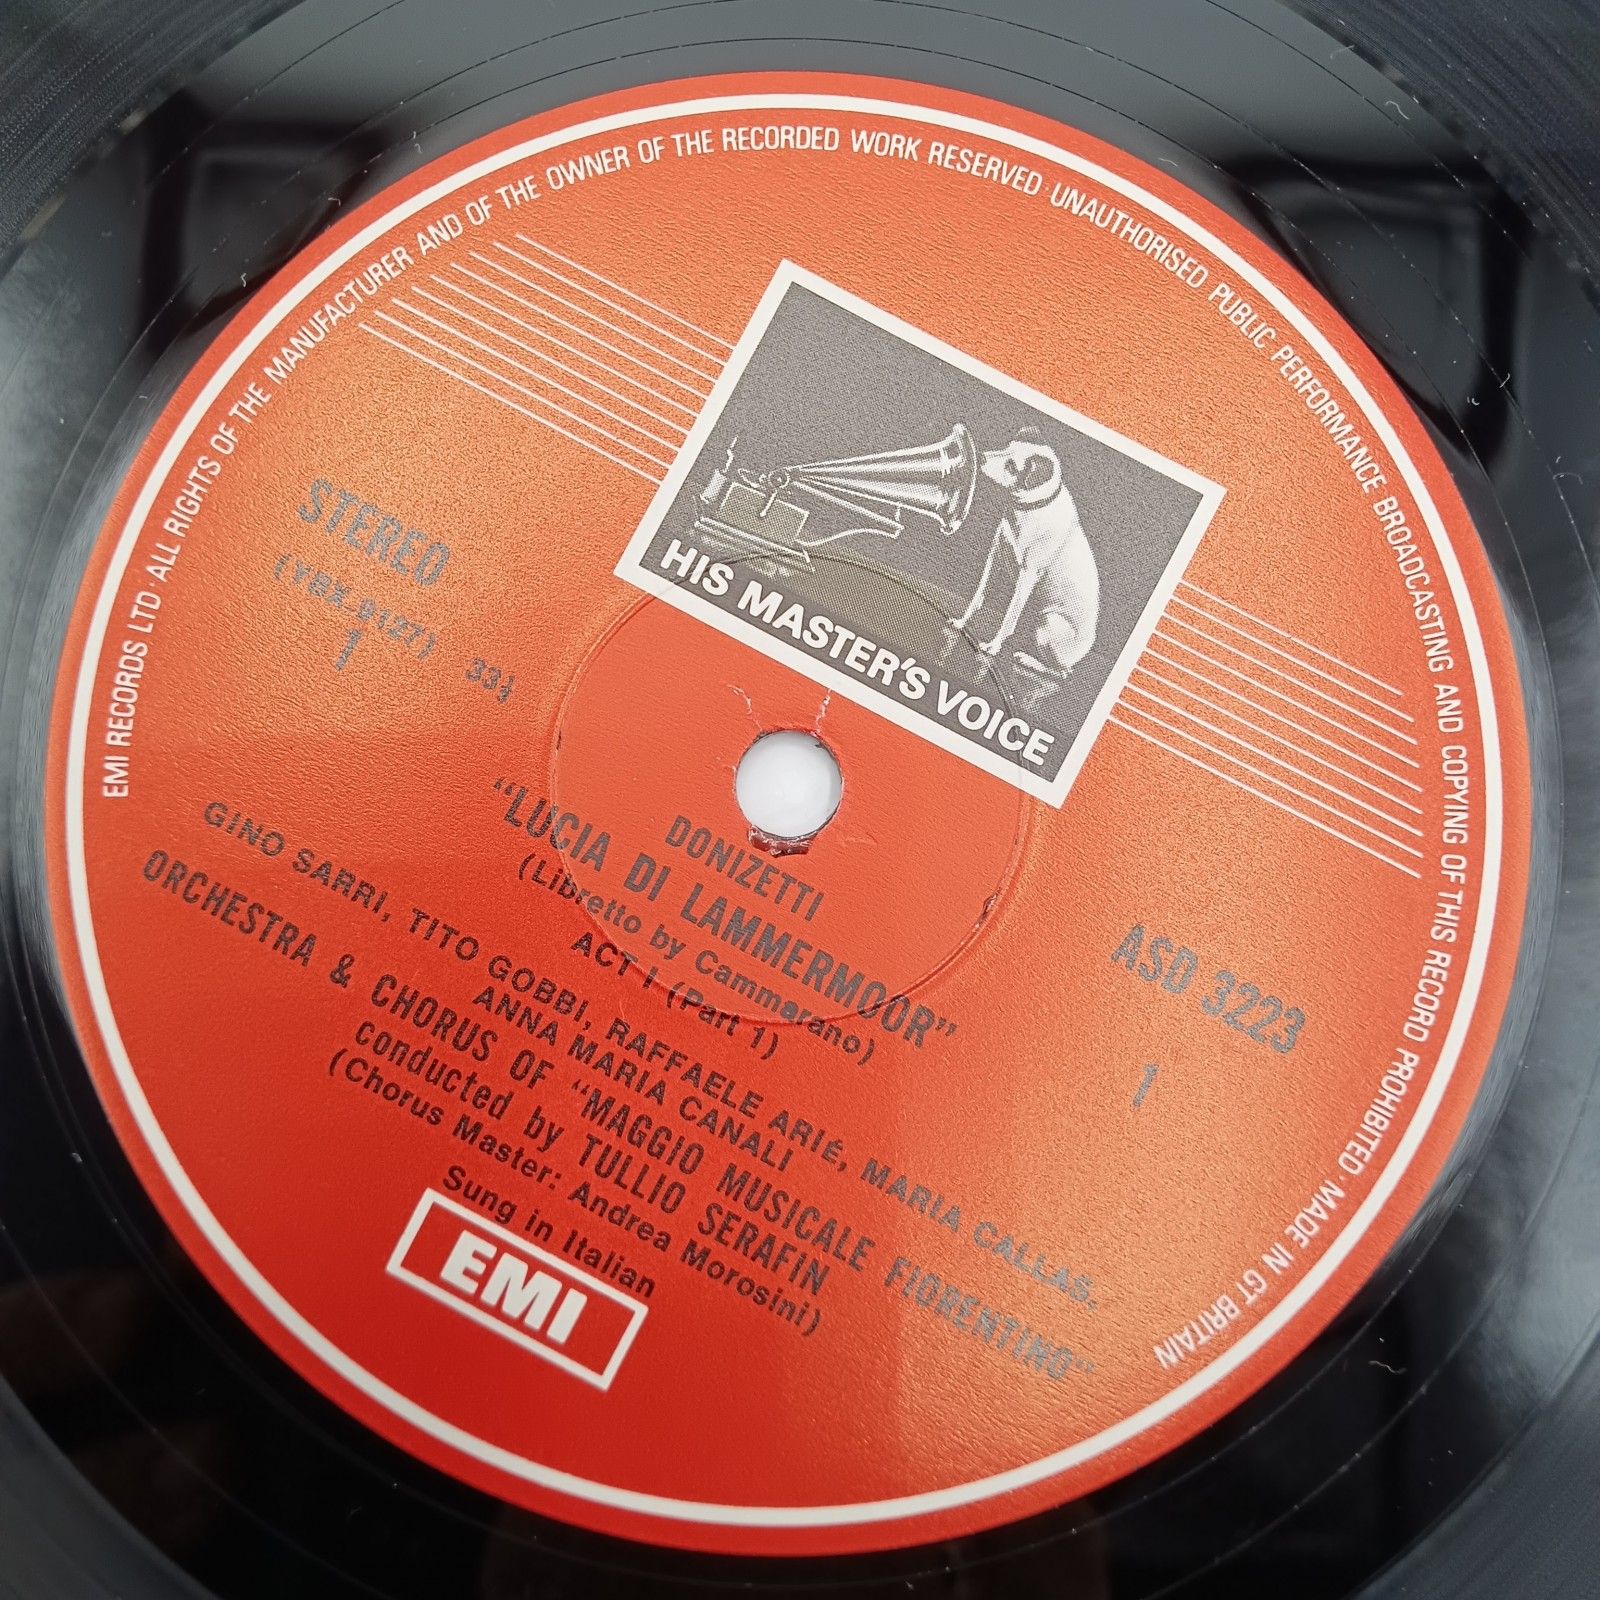 EMI RECORDS LTD · ALL RIGHTS OF THE MANUFACTURER AND OF THE OWNER OF THE RECORDED WORK RESERVED · UNAUTHORISED PUBLIC PERFORMANCE BROADCASTING AND COPYING OF THIS RECORD PROHIBITED · MADE IN GT BRITAIN
HIS MASTER'S VOICE
STEREO
(YBX.9127)
1
33⅓
DONIZETTI
"LUCIA DI LAMMERMOOR"
(Libretto by Cammarano)
ACT I (Part 1)
ASD 3223
1
GINO SARRI, TITO GOBBI, RAFFAELE ARIÉ, MARIA CALLAS,
ANNA MARIA CANALI
ORCHESTRA & CHORUS OF "MAGGIO MUSICALE FIORENTINO"
conducted by TULLIO SERAFIN
(Chorus Master: Andrea Morosini)
Sung in Italian
EMI